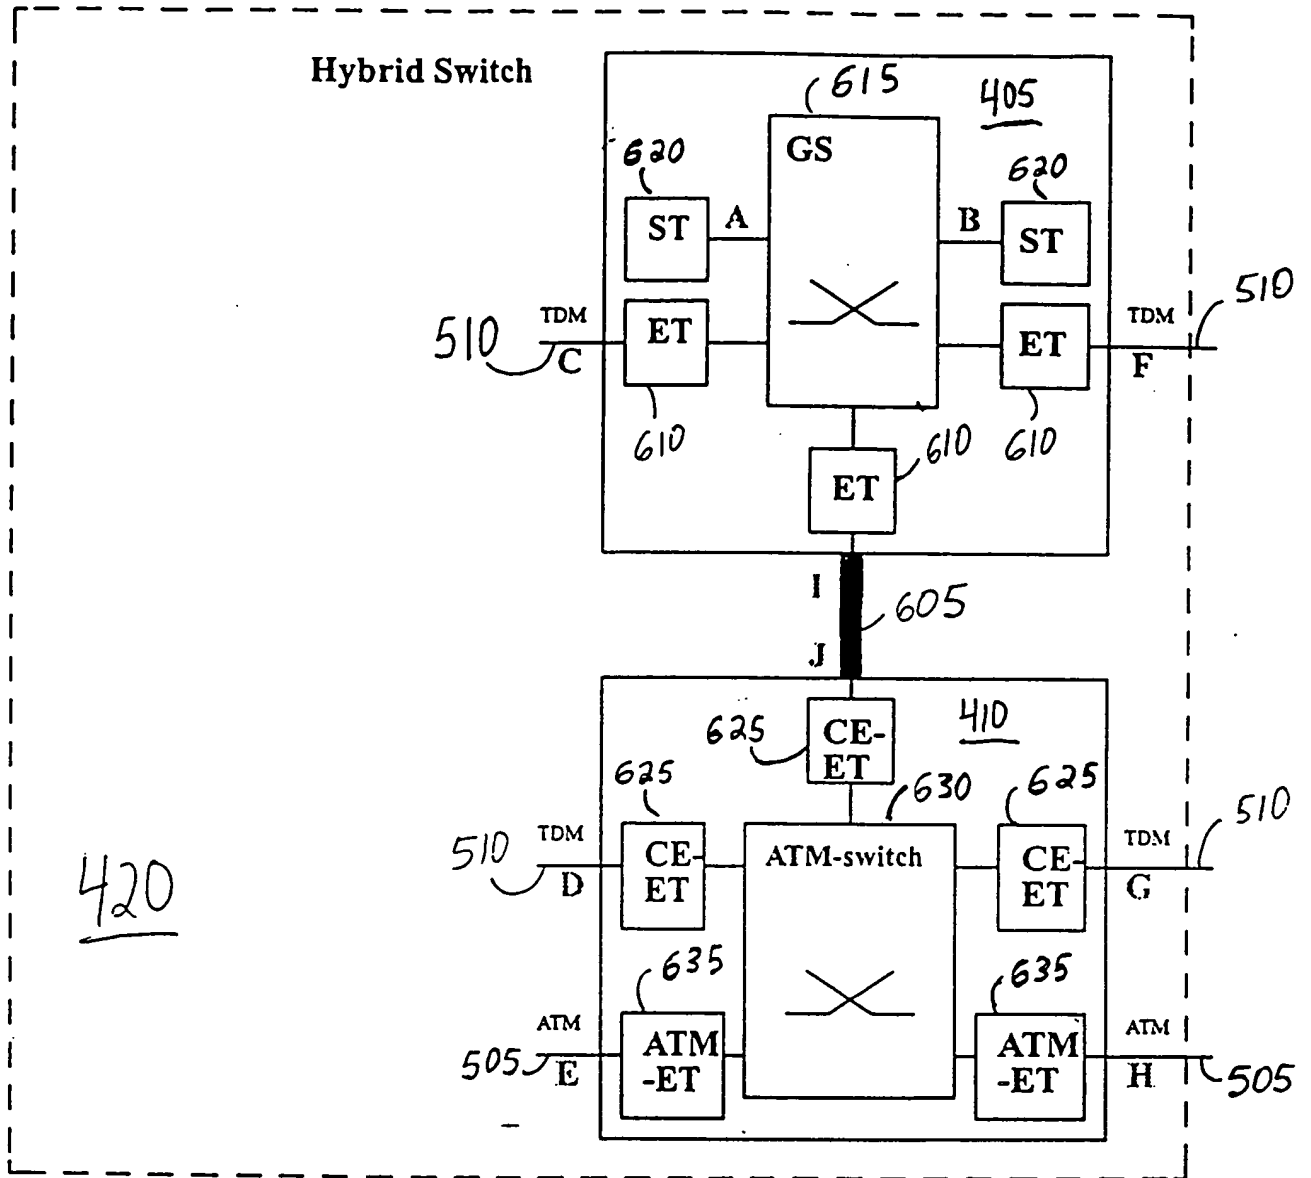 Hybrid Switch
615
405
GS
620
620
ST
A
B
ST
510
TDM
TDM
510
C
ET
ET
F
610
610
610
ET
I
605
J
625
CE-
ET
410
625
630
625
510
TDM
CE-
ET
ATM-switch
CE-
ET
TDM
510
D
G
420
635
635
ATM
ATM
-ET
ATM
-ET
ATM
505
E
H
505